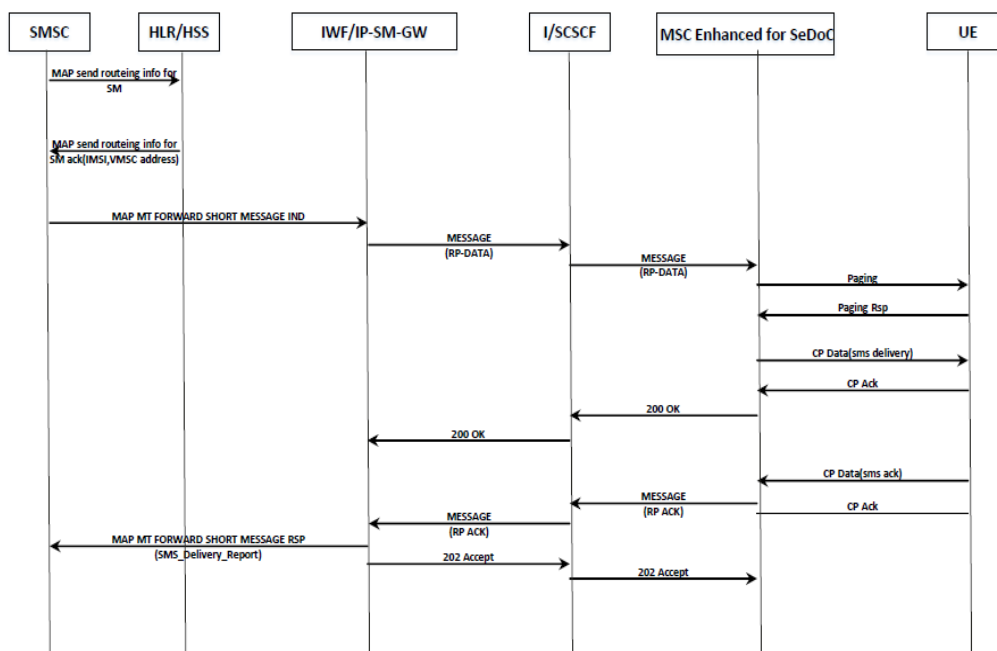 SMSC
HLR/HSS
IWF/IP-SM-GW
I/SCSCF
MSC Enhanced for SeDoC
UE
MAP send routeing info for
SM
MAP send routeing info for
SM ack(IMSI,VMSC address)
MAP MT FORWARD SHORT MESSAGE IND
MESSAGE
(RP-DATA)
MESSAGE
(RP-DATA)
Paging
Paging Rsp
CP Data(sms delivery)
CP Ack
200 OK
200 OK
CP Data(sms ack)
MESSAGE
(RP ACK)
CP Ack
MESSAGE
(RP ACK)
MAP MT FORWARD SHORT MESSAGE RSP
(SMS_Delivery_Report)
202 Accept
202 Accept